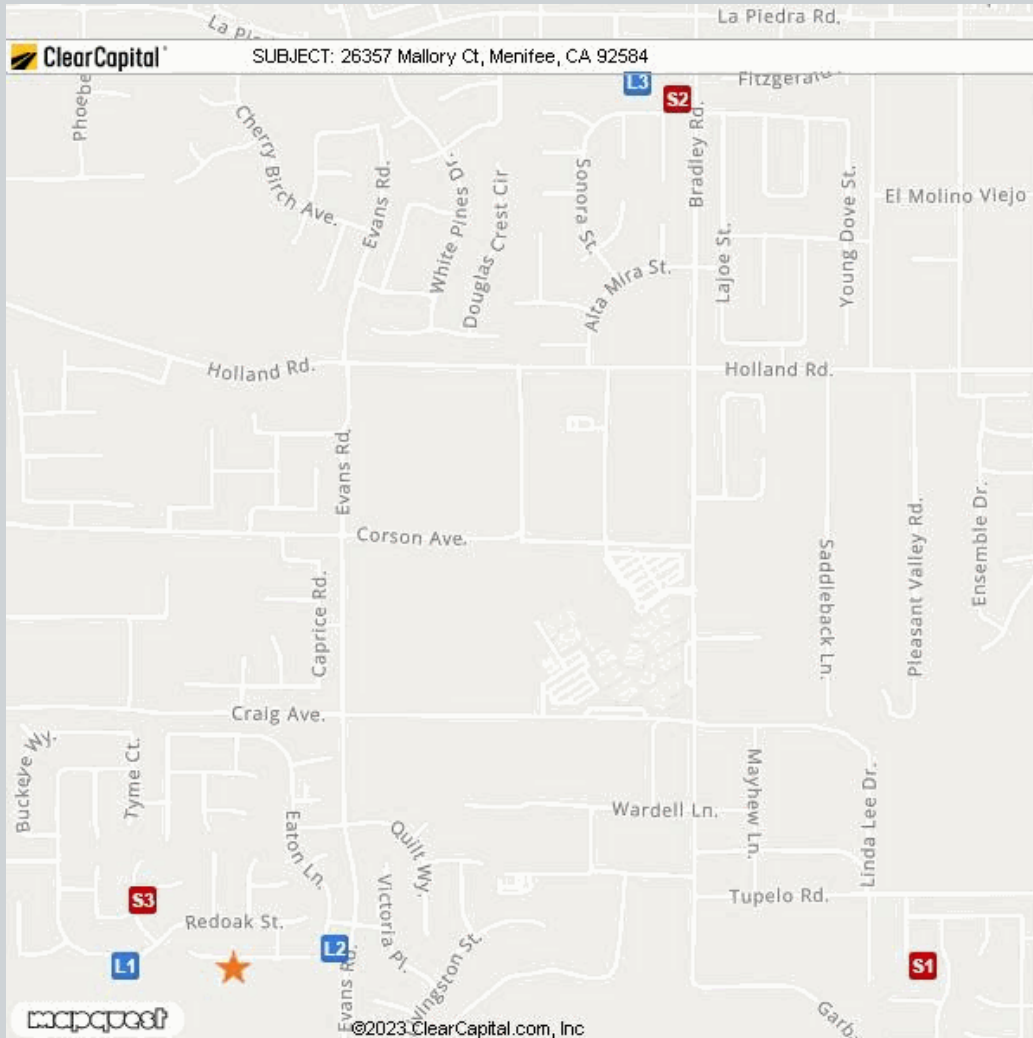 La Piedra Rd.
ClearCapital
SUBJECT: 26357 Mallory Ct, Menifee, CA 92584
L3
S2
Phoebe
Cherry Birch Ave.
Evans Rd.
White Pines Dr.
Douglas Crest Cir
Sonora St.
Bradley Rd.
El Molino Viejo
Lajoe St.
Young Dove St.
Alta Mira St.
Holland Rd.
Holland Rd.
Evans Rd.
Corson Ave.
Caprice Rd.
Saddleback Ln.
Pleasant Valley Rd.
Ensemble Dr.
Craig Ave.
Buckeye Wy.
Tyme Ct.
Eaton Ln.
Quilt Wy.
Wardell Ln.
Mayhew Ln.
Linda Lee Dr.
Victoria Pl.
S3
Tupelo Rd.
Redoak St.
L1
L2
S1
Evans Rd.
mapquest
©2023 ClearCapital.com, Inc